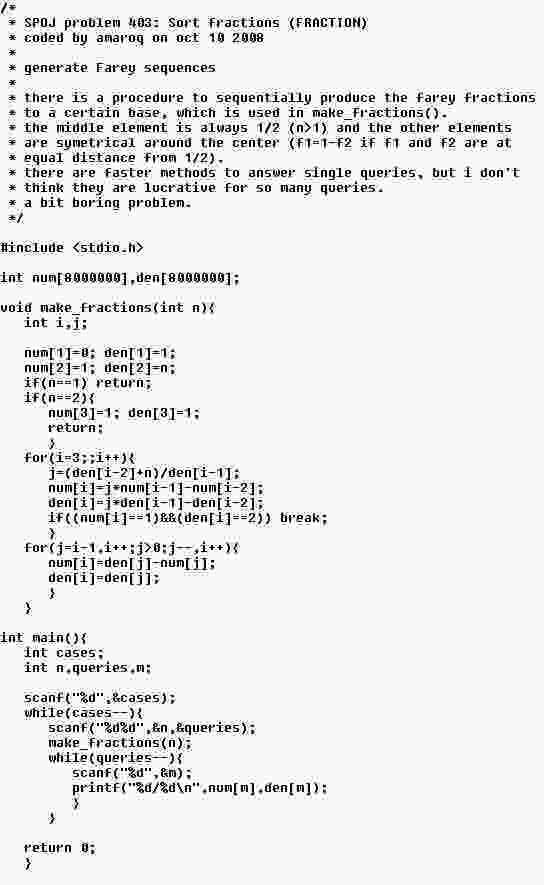 /*
 * SPOJ problem 403: Sort fractions (FRACTION)
 * coded by amaroq on oct 10 2008
 *
 * generate Farey sequences
 *
 * there is a procedure to sequentially produce the farey fractions
 * to a certain base, which is used in make_fractions().
 * the middle element is always 1/2 (n>1) and the other elements
 * are symetrical around the center (f1=1-f2 if f1 and f2 are at
 * equal distance from 1/2).
 * there are faster methods to answer single queries, but i don't
 * think they are lucrative for so many queries.
 * a bit boring problem.
 */

#include <stdio.h>

int num[8000000],den[8000000];

void make_fractions(int n){
   int i,j;

   num[1]=0; den[1]=1;
   num[2]=1; den[2]=n;
   if(n==1) return;
   if(n==2){
      num[3]=1; den[3]=1;
      return;
      }
   for(i=3;;i++){
      j=(den[i-2]+n)/den[i-1];
      num[i]=j*num[i-1]-num[i-2];
      den[i]=j*den[i-1]-den[i-2];
      if((num[i]==1)&&(den[i]==2)) break;
      }
   for(j=i-1,i++;j>0;j--,i++){
      num[i]=den[j]-num[j];
      den[i]=den[j];
      }
   }

int main(){
   int cases;
   int n,queries,m;

   scanf("%d",&cases);
   while(cases--){
      scanf("%d%d",&n,&queries);
      make_fractions(n);
      while(queries--){
         scanf("%d",&m);
         printf("%d/%d\n",num[m],den[m]);
         }
      }

   return 0;
   }